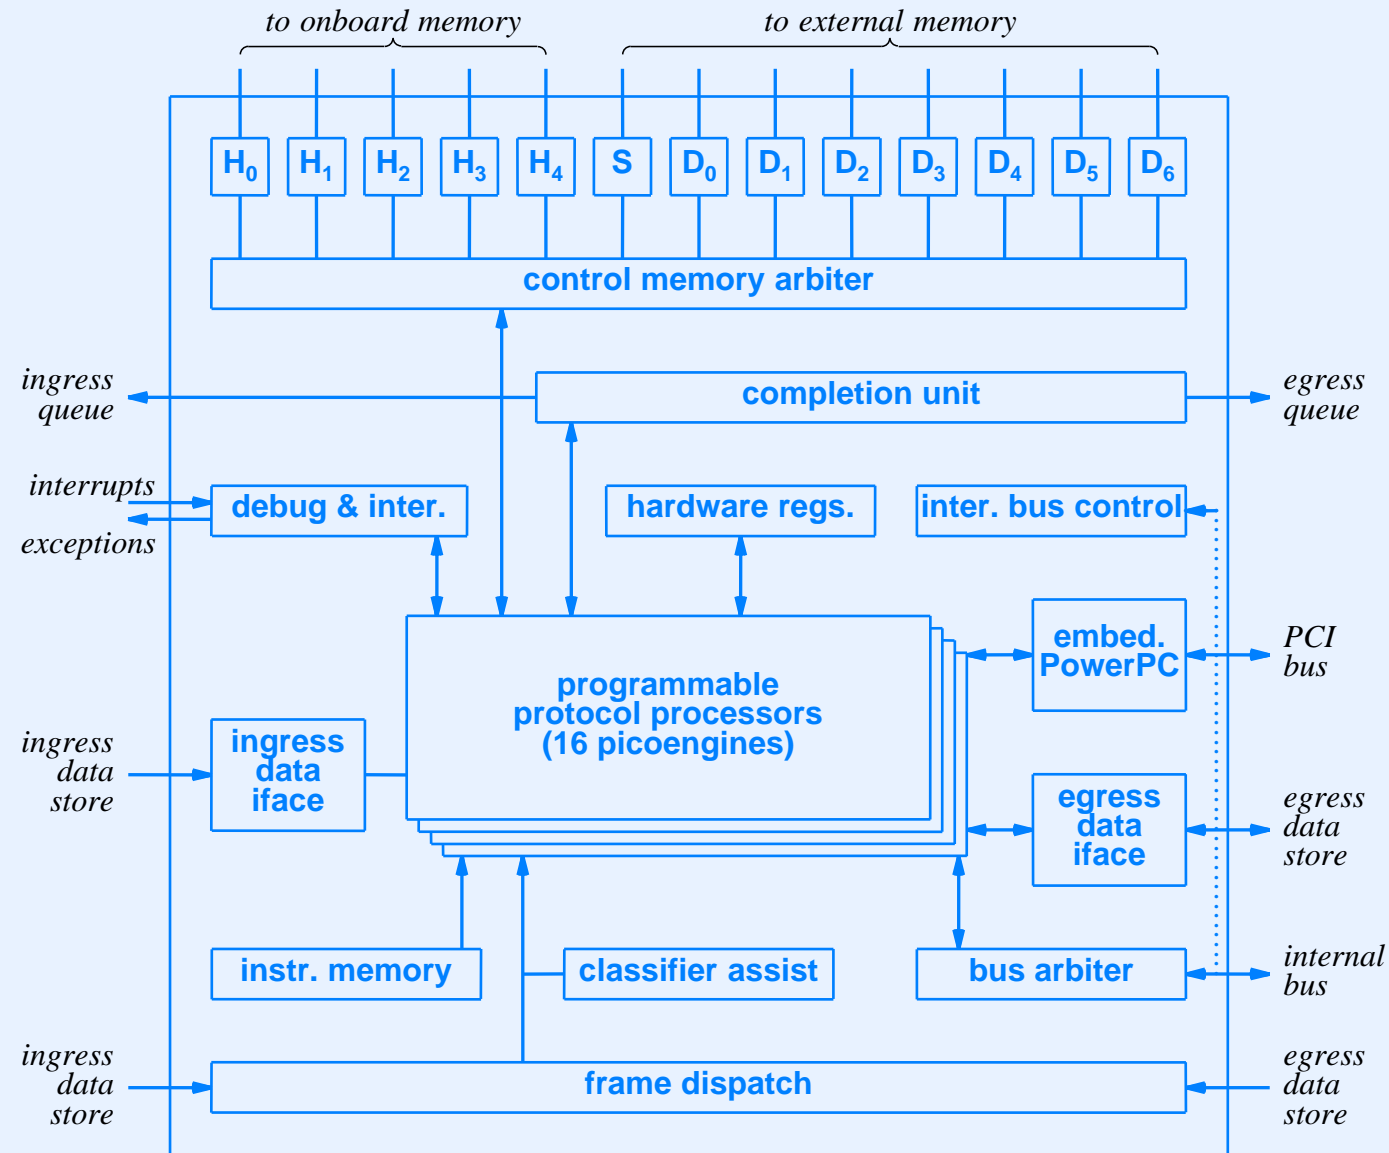 to onboard memory
to external memory
H0 H1 H2 H3 H4 S D0 D1 D2 D3 D4 D5 D6
control memory arbiter
ingress
queue
completion unit
egress
queue
interrupts
exceptions
debug & inter.
hardware regs.
inter. bus control
programmable
protocol processors
(16 picoengines)
embed.
PowerPC
PCI
bus
ingress
data
store
ingress
data
iface
egress
data
iface
egress
data
store
instr. memory
classifier assist
bus arbiter
internal
bus
ingress
data
store
frame dispatch
egress
data
store